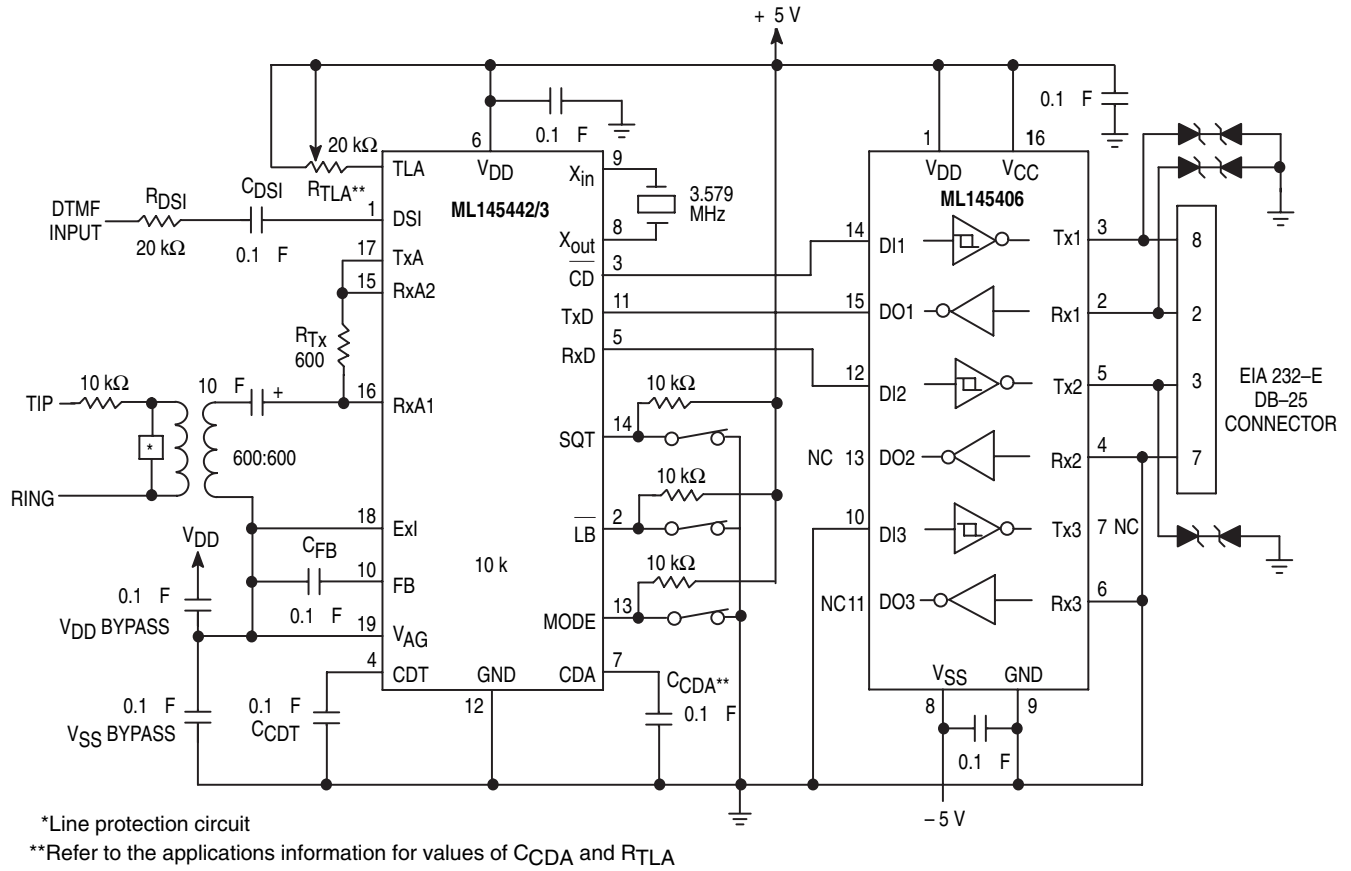 + 5 V
0.1 F
0.1 F
20 kΩ
RTLA**
6
VDD
TLA
ML145442/3
9
Xin
3.579
MHz
8
Xout
1
VDD
16
VCC
ML145406
DTMF
INPUT
RDSI
20 kΩ
CDSI
0.1 F
1
DSI
17
TxA
15
RxA2
RTx
600
3
CD
11
TxD
5
RxD
14
DI1
15
DO1
12
DI2
NC 13
DO2
10
DI3
NC 11
DO3
Tx1
3
Rx1
2
Tx2
5
Rx2
4
Tx3
7 NC
Rx3
6
8
2
3
7
EIA 232–E
DB–25
CONNECTOR
TIP
10 kΩ
*
RING
10 F
+
600:600
16
RxA1
18
ExI
CFB
0.1 F
10
FB
19
VAG
4
CDT
10 k
GND
12
10 kΩ
SQT
14
10 kΩ
LB
2
10 kΩ
MODE
13
CDA
7
CCDA**
0.1 F
VDD
0.1 F
VDD BYPASS
0.1 F
VSS BYPASS
0.1 F
CCDT
VSS
8
GND
9
0.1 F
– 5 V
*Line protection circuit
**Refer to the applications information for values of CCDA and RTLA